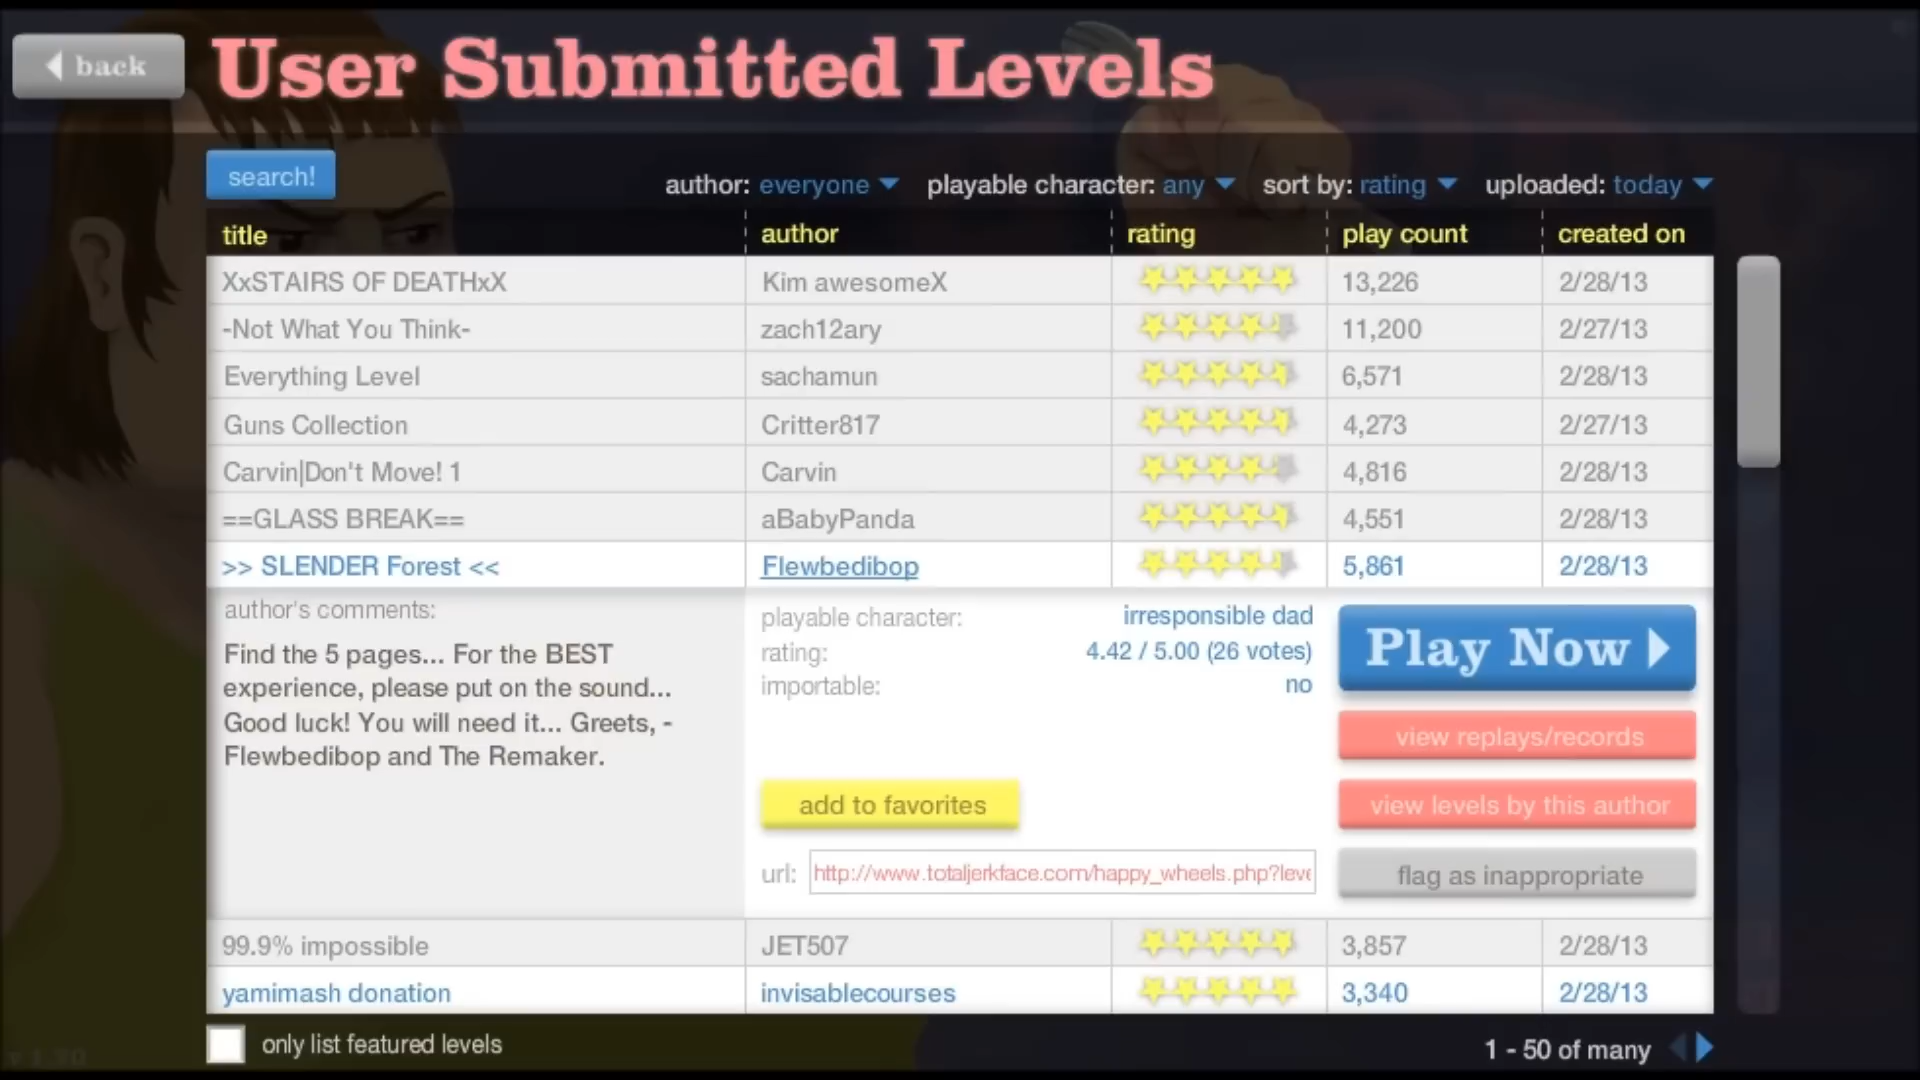 back
User Submitted Levels
search!
author: everyone playable character: any sort by: rating uploaded: today
title author rating play count created on
XxSTAIRS OF DEATHxX Kim awesomeX 13,226 2/28/13
-Not What You Think- zach12ary 11,200 2/27/13
Everything Level sachamun 6,571 2/28/13
Guns Collection Critter817 4,273 2/27/13
Carvin|Don't Move! 1 Carvin 4,816 2/28/13
==GLASS BREAK== aBabyPanda 4,551 2/28/13
>> SLENDER Forest << Flewbedibop 5,861 2/28/13
author's comments:
Find the 5 pages... For the BEST
experience, please put on the sound...
Good luck! You will need it... Greets, -
Flewbedibop and The Remaker.
playable character: irresponsible dad
rating: 4.42 / 5.00 (26 votes)
importable: no
add to favorites
url: http://www.totaljerkface.com/happy_wheels.php?leve
Play Now
view replays/records
view levels by this author
flag as inappropriate
99.9% impossible JET507 3,857 2/28/13
yamimash donation invisablecourses 3,340 2/28/13
only list featured levels
1 - 50 of many